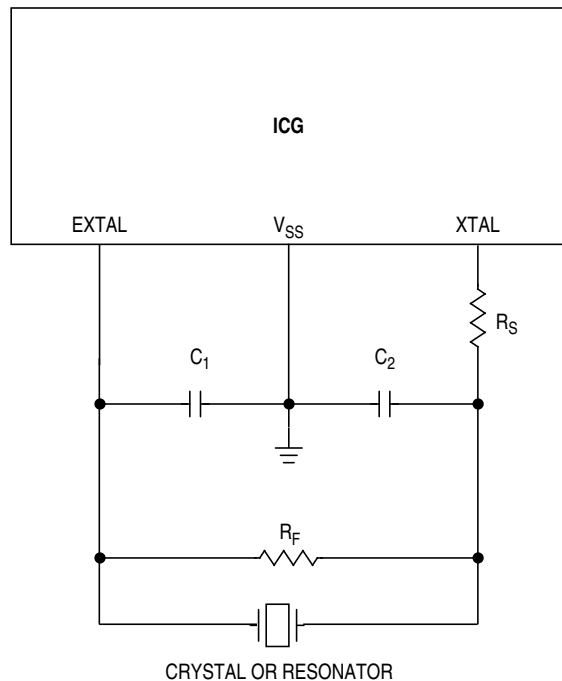 ICG
EXTAL
VSS
XTAL
RS
C1
C2
RF
CRYSTAL OR RESONATOR